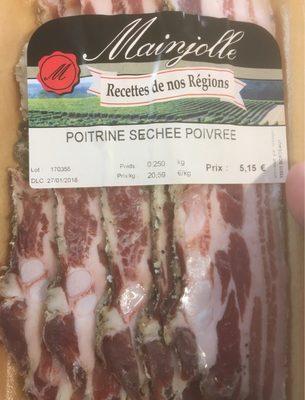 Mainjolle
M
Recettes de nos Régions
POITRINE SECHEE POIVREE
Lot : 170355 Poids : 0.250 kg Prix : 5,15 €
DLC: 27/01/2018 Prix/kg : 20,59 €/kg